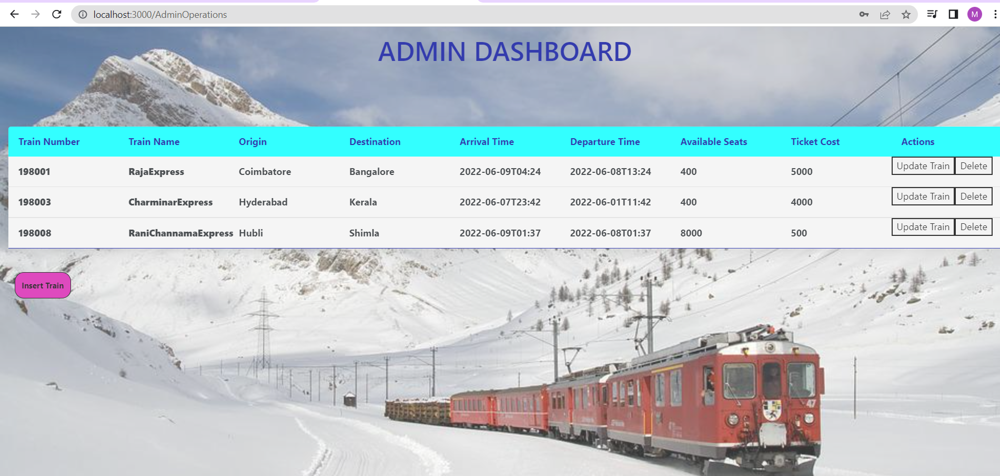 localhost:3000/AdminOperations
M
ADMIN DASHBOARD
Train Number Train Name Origin Destination Arrival Time Departure Time Available Seats Ticket Cost Actions
198001 RajaExpress Coimbatore Bangalore 2022-06-09T04:24 2022-06-08T13:24 400 5000 Update Train Delete
198003 CharminarExpress Hyderabad Kerala 2022-06-07T23:42 2022-06-01T11:42 400 4000 Update Train Delete
198008 RaniChannamaExpress Hubli Shimla 2022-06-09T01:37 2022-06-08T01:37 8000 500 Update Train Delete
Insert Train